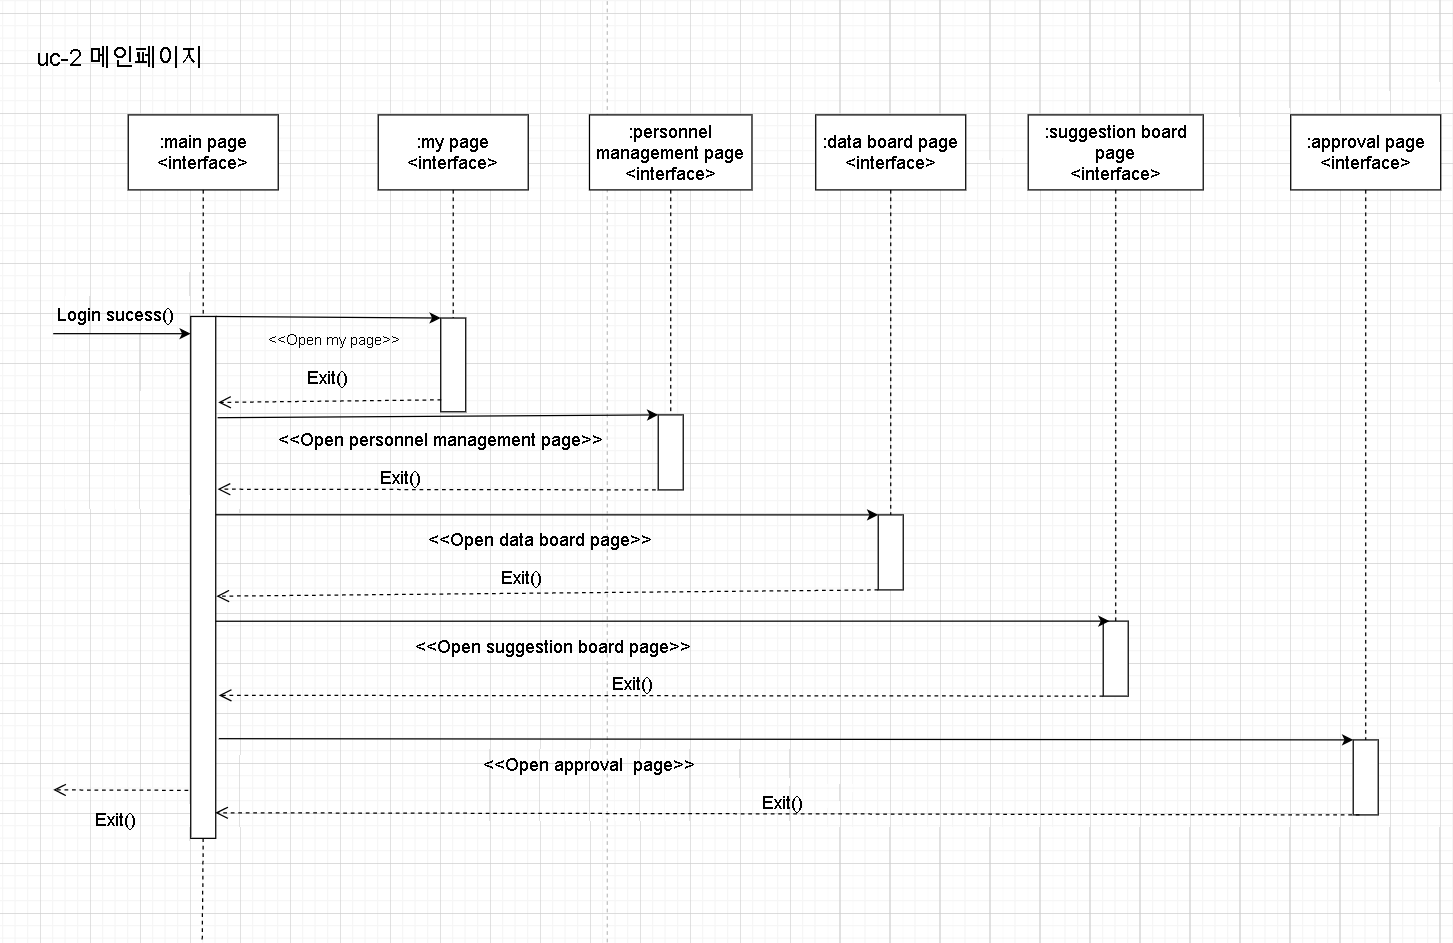 uc-2 메인페이지
:main page
<interface>
:my page
<interface>
:personnel
management page
<interface>
:data board page
<interface>
:suggestion board
page
<interface>
:approval page
<interface>
Login sucess()
<<Open my page>>
Exit()
<<Open personnel management page>>
Exit()
<<Open data board page>>
Exit()
<<Open suggestion board page>>
Exit()
<<Open approval  page>>
Exit()
Exit()